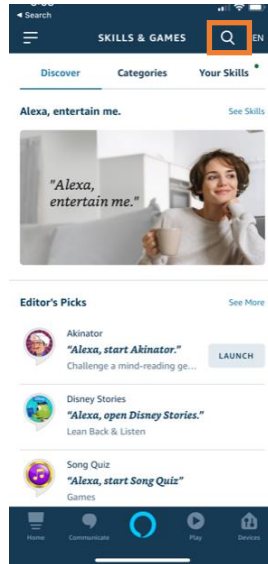 Search
SKILLS & GAMES
EN
Discover
Categories
Your Skills
Alexa, entertain me.
See Skills
"Alexa,
entertain me."
Editor's Picks
See More
Akinator
"Alexa, start Akinator."
Challenge a mind-reading ge...
LAUNCH
Disney Stories
"Alexa, open Disney Stories."
Lean Back & Listen
Song Quiz
"Alexa, start Song Quiz"
Games
Home
Communicate
Play
Devices